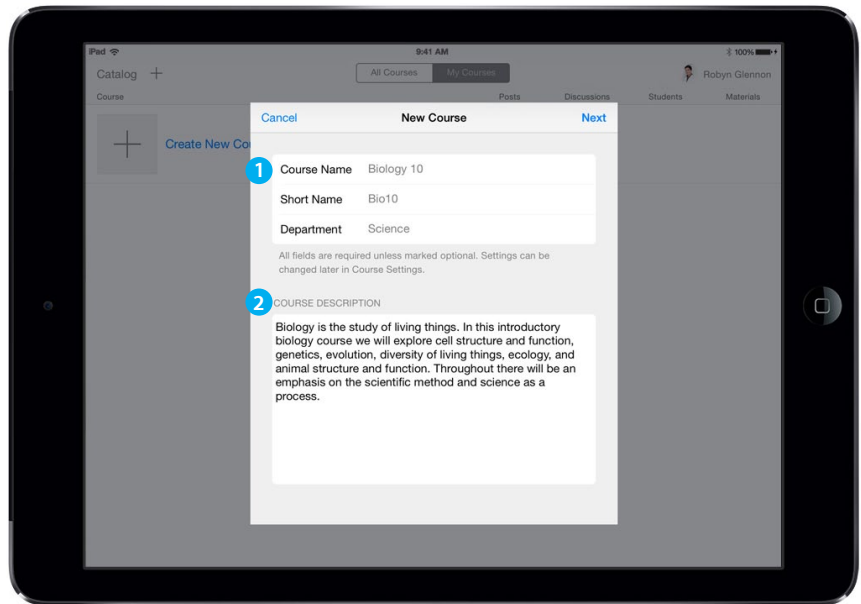 iPad 9:41 AM 100%
Catalog + All Courses My Courses Robyn Glennon
Course Posts Discussions Students Materials
Create New Cou
Cancel New Course Next
1 Course Name Biology 10
Short Name Bio10
Department Science
All fields are required unless marked optional. Settings can be
changed later in Course Settings.
2 COURSE DESCRIPTION
Biology is the study of living things. In this introductory
biology course we will explore cell structure and function,
genetics, evolution, diversity of living things, ecology, and
animal structure and function. Throughout there will be an
emphasis on the scientific method and science as a
process.